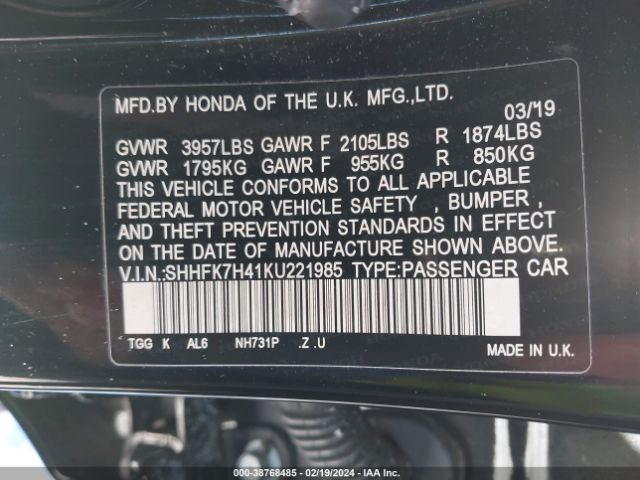 MFD.BY HONDA OF THE U.K. MFG.,LTD.
03/'19
GVWR 3957LBS GAWR F 2105LBS R 1874LBS
GVWR 1795KG GAWR F 955KG R 850KG
THIS VEHICLE CONFORMS TO ALL APPLICABLE
FEDERAL MOTOR VEHICLE SAFETY , BUMPER ,
AND THEFT PREVENTION STANDARDS IN EFFECT
ON THE DATE OF MANUFACTURE SHOWN ABOVE.
V.I.N.:SHHFK7H41KU221985 TYPE:PASSENGER CAR
TGG K AL6 NH731P .Z .U
MADE IN U.K.
000-38768485 - 02/19/2024 - IAA Inc.